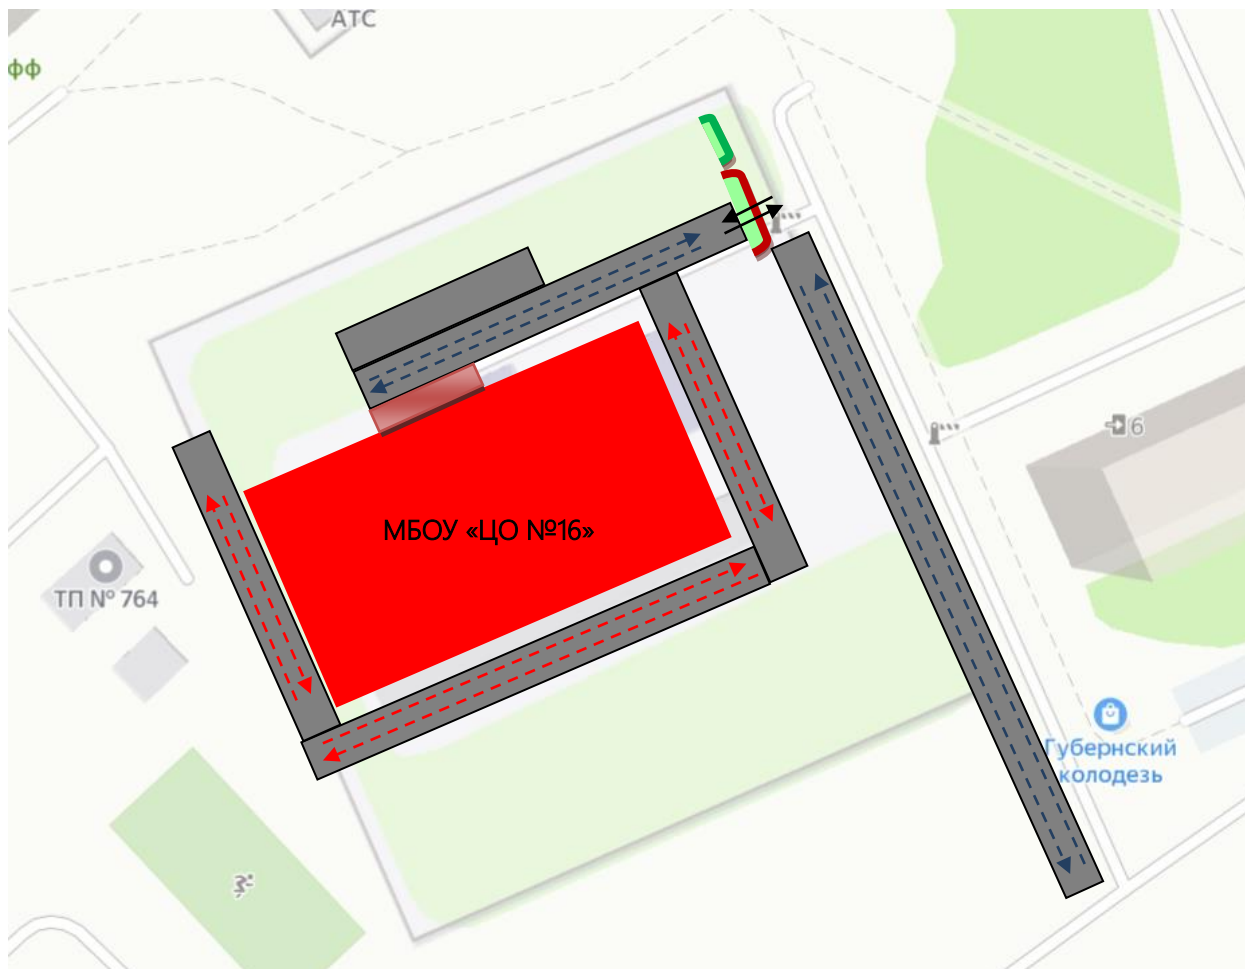 АТС
фф
6
МБОУ «ЦО №16»
ТП № 764
Губернский
колодезь